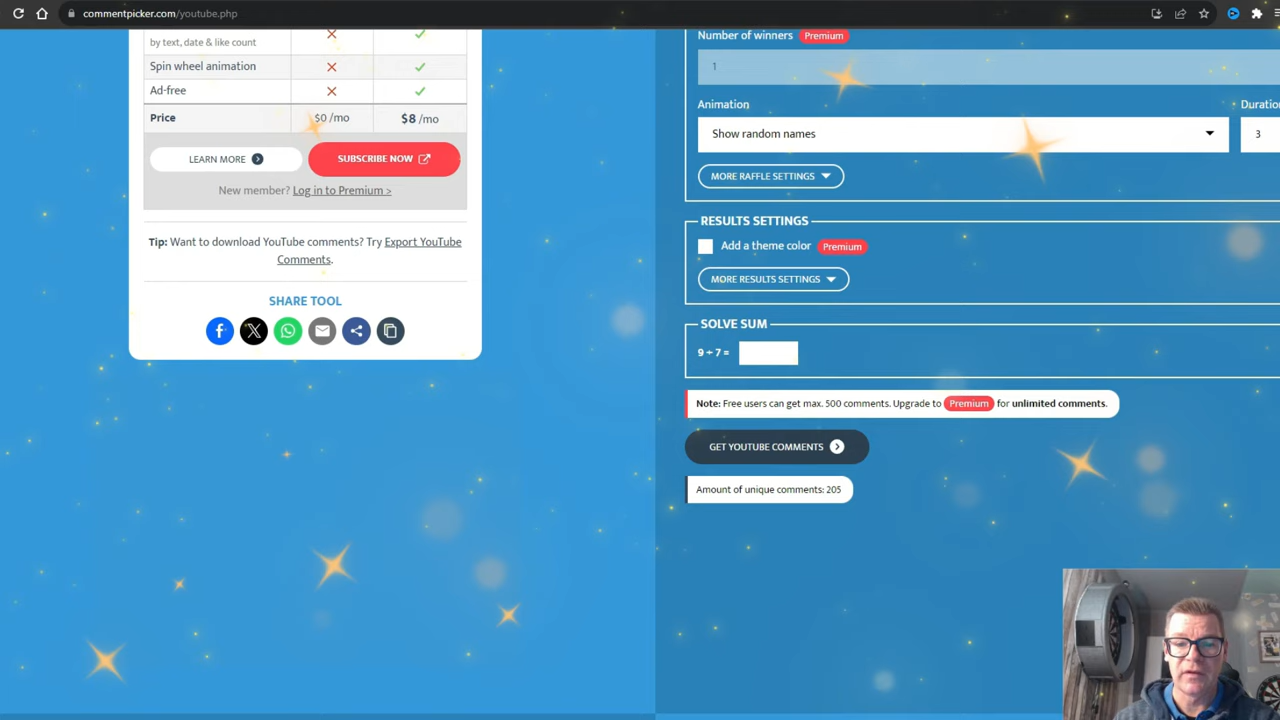 commentpicker.com/youtube.php
by text, date & like count
Spin wheel animation
Ad-free
Price $0 /mo $8 /mo
LEARN MORE
SUBSCRIBE NOW
New member? Log in to Premium >
Tip: Want to download YouTube comments? Try Export YouTube
Comments.
SHARE TOOL
Number of winners Premium
1
Animation
Duratio
Show random names
3
MORE RAFFLE SETTINGS
RESULTS SETTINGS
Add a theme color Premium
MORE RESULTS SETTINGS
SOLVE SUM
9 + 7 =
Note: Free users can get max. 500 comments. Upgrade to Premium for unlimited comments.
GET YOUTUBE COMMENTS
Amount of unique comments: 205